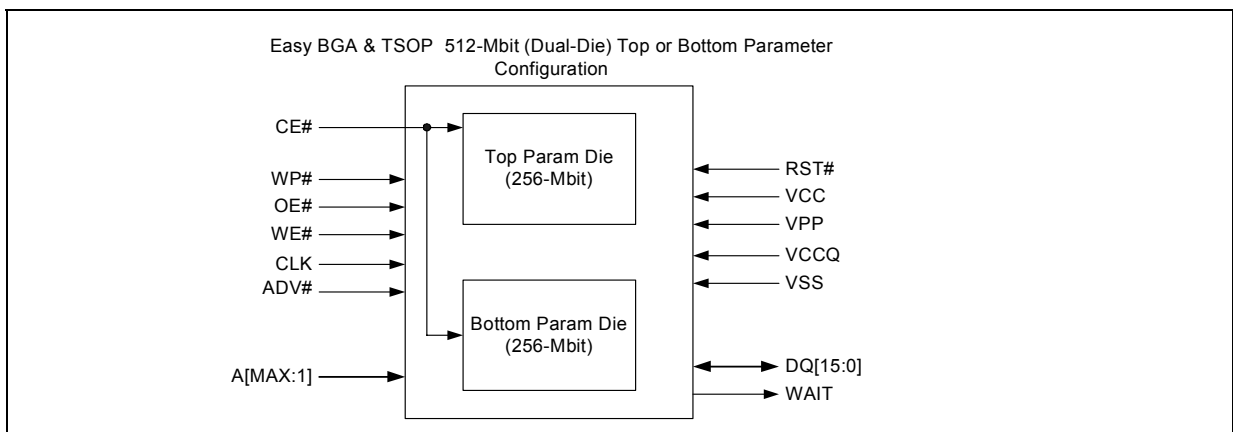 Easy BGA & TSOP 512-Mbit (Dual-Die) Top or Bottom Parameter
Configuration
CE#
WP#
OE#
WE#
CLK
ADV#
A[MAX:1]
Top Param Die
(256-Mbit)
Bottom Param Die
(256-Mbit)
RST#
VCC
VPP
VCCQ
VSS
DQ[15:0]
WAIT